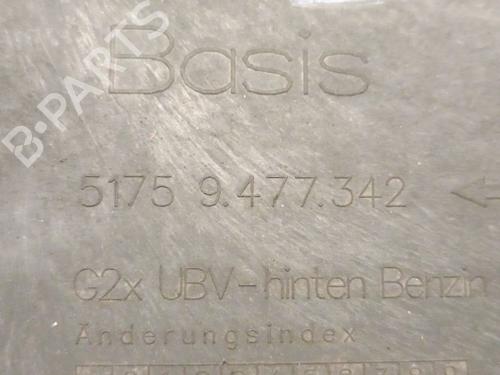 Basis
B-PARTS
5175 9.477.342
G2x UBV-hinten Benzin
Änderungsindex